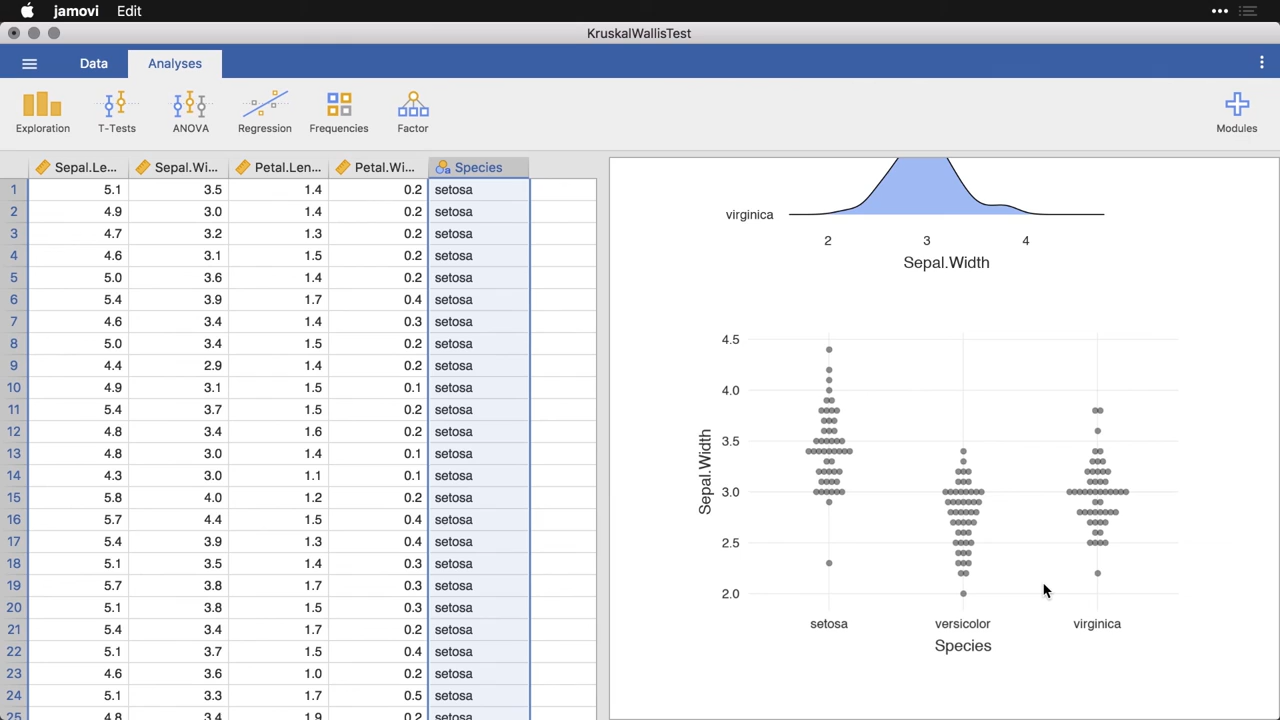 jamovi Edit
KruskalWallisTest
Data Analyses
Exploration T-Tests ANOVA Regression Frequencies Factor Modules
Sepal.Le... Sepal.Wi... Petal.Len... Petal.Wi... Species
1 5.1 3.5 1.4 0.2 setosa
2 4.9 3.0 1.4 0.2 setosa
3 4.7 3.2 1.3 0.2 setosa
4 4.6 3.1 1.5 0.2 setosa
5 5.0 3.6 1.4 0.2 setosa
6 5.4 3.9 1.7 0.4 setosa
7 4.6 3.4 1.4 0.3 setosa
8 5.0 3.4 1.5 0.2 setosa
9 4.4 2.9 1.4 0.2 setosa
10 4.9 3.1 1.5 0.1 setosa
11 5.4 3.7 1.5 0.2 setosa
12 4.8 3.4 1.6 0.2 setosa
13 4.8 3.0 1.4 0.1 setosa
14 4.3 3.0 1.1 0.1 setosa
15 5.8 4.0 1.2 0.2 setosa
16 5.7 4.4 1.5 0.4 setosa
17 5.4 3.9 1.3 0.4 setosa
18 5.1 3.5 1.4 0.3 setosa
19 5.7 3.8 1.7 0.3 setosa
20 5.1 3.8 1.5 0.3 setosa
21 5.4 3.4 1.7 0.2 setosa
22 5.1 3.7 1.5 0.4 setosa
23 4.6 3.6 1.0 0.2 setosa
24 5.1 3.3 1.7 0.5 setosa
25 4.8 3.4 1.9 0.2 setosa
virginica
2 3 4
Sepal.Width
4.5
4.0
3.5
3.0
2.5
2.0
Sepal.Width
setosa versicolor virginica
Species